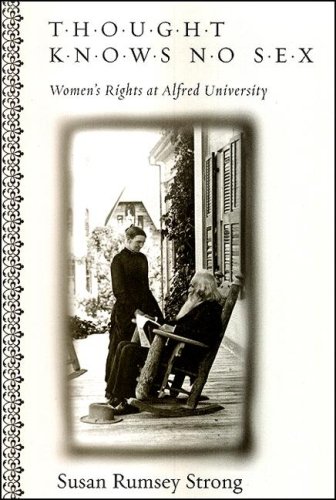 T·H·O·U·G·H·T
K·N·O·W·S N·O S·E·X
Women's Rights at Alfred University
Susan Rumsey Strong